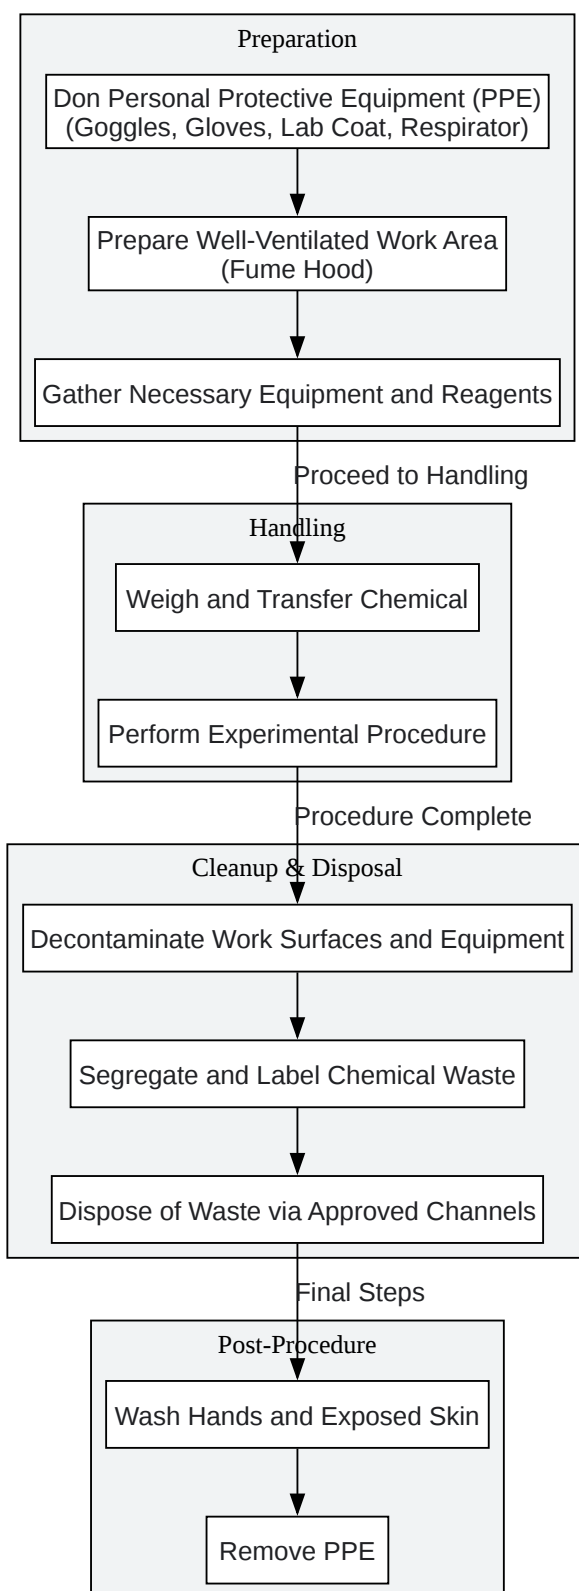 Preparation
Don Personal Protective Equipment (PPE)
(Goggles, Gloves, Lab Coat, Respirator)
Prepare Well-Ventilated Work Area
(Fume Hood)
Gather Necessary Equipment and Reagents
Proceed to Handling
Handling
Weigh and Transfer Chemical
Perform Experimental Procedure
Procedure Complete
Cleanup & Disposal
Decontaminate Work Surfaces and Equipment
Segregate and Label Chemical Waste
Dispose of Waste via Approved Channels
Final Steps
Post-Procedure
Wash Hands and Exposed Skin
Remove PPE